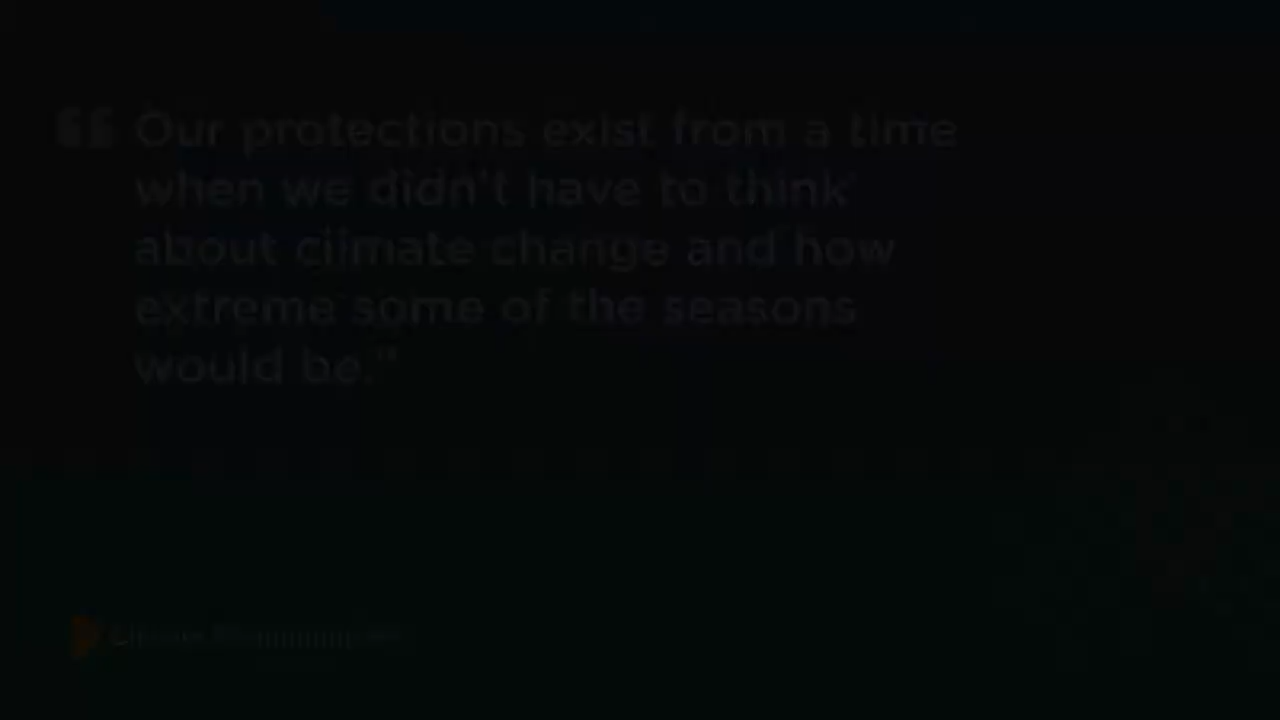 “ Our protections exist from a time
when we didn't have to think
about climate change and how
extreme some of the seasons
would be."